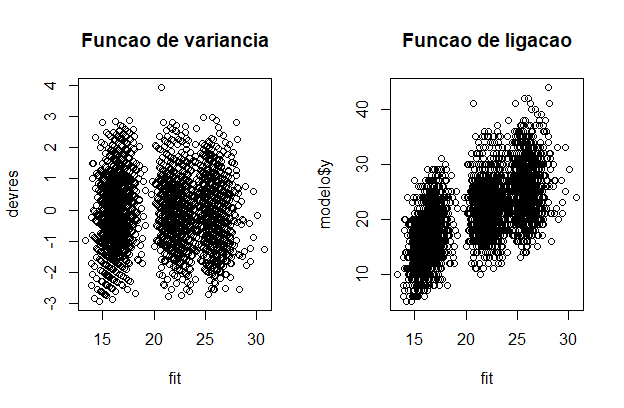 Funcao de variancia
devres
4
3
2
1
0
-1
-2
-3
15 20 25 30
fit
Funcao de ligacao
modelo$y
40
30
20
10
15 20 25 30
fit